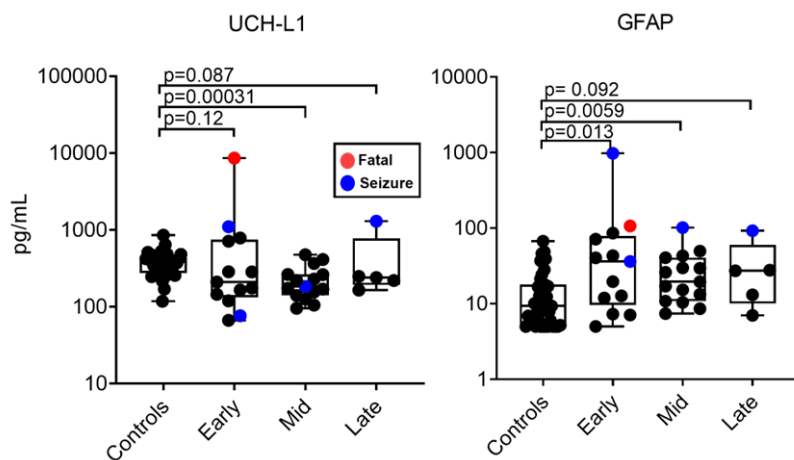 UCH-L1
pg/mL
100000
10000
1000
100
10
p=0.087
p=0.00031
p=0.12
Fatal
Seizure
Controls
Early
Mid
Late
GFAP
10000
1000
100
10
1
p= 0.092
p=0.0059
p=0.013
Controls
Early
Mid
Late